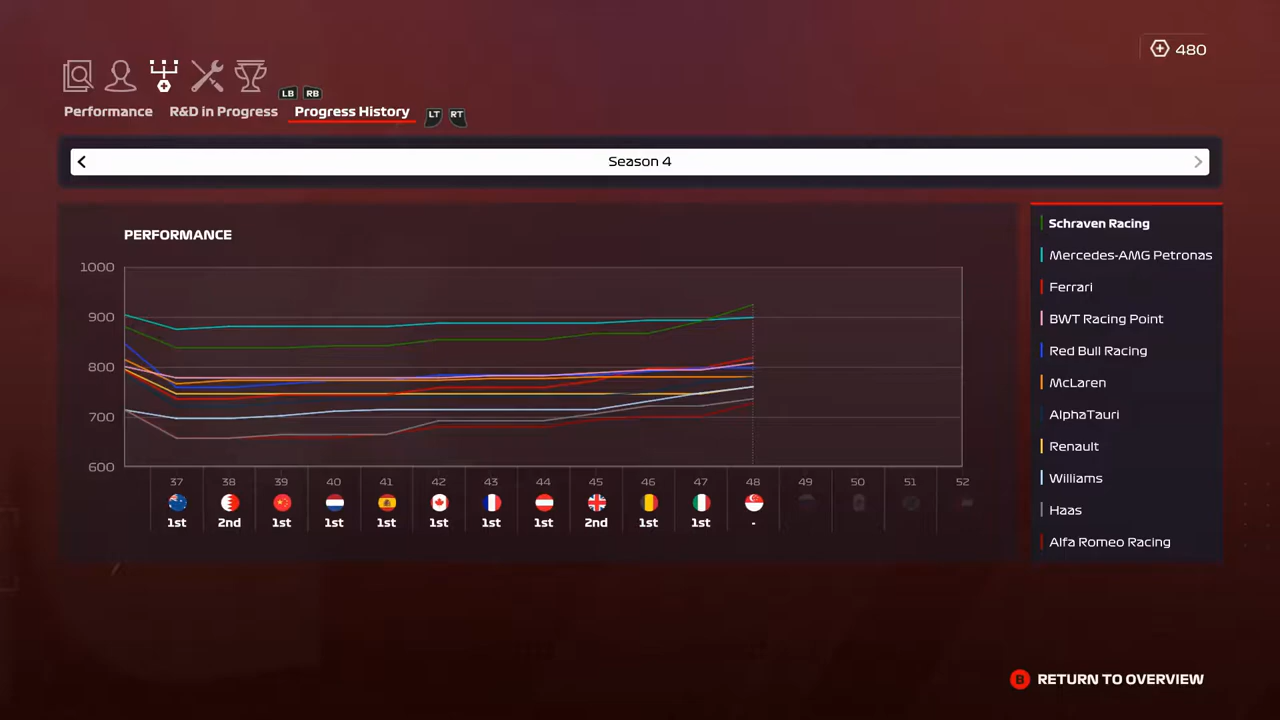 480
LB RB
Performance R&D in Progress Progress History LT RT
Season 4
PERFORMANCE
1000
900
800
700
600
37 38 39 40 41 42 43 44 45 46 47 48 49 50 51 52
1st 2nd 1st 1st 1st 1st 1st 1st 2nd 1st 1st -
Schraven Racing
Mercedes-AMG Petronas
Ferrari
BWT Racing Point
Red Bull Racing
McLaren
AlphaTauri
Renault
Williams
Haas
Alfa Romeo Racing
B RETURN TO OVERVIEW